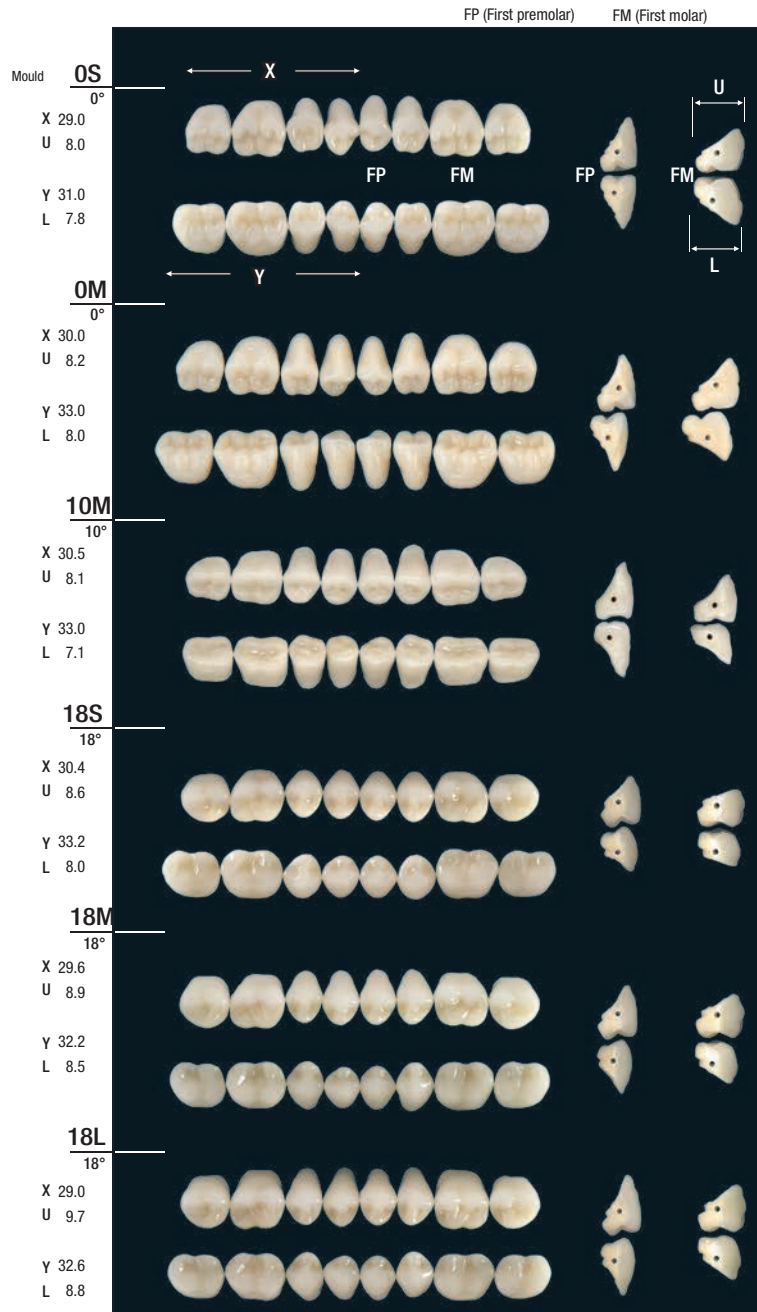 FP (First premolar) FM (First molar)
Mould 0S
0°
X 29.0
U 8.0
Y 31.0
L 7.8
X
U
FP FM FP FM
L
Y
0M
0°
X 30.0
U 8.2
Y 33.0
L 8.0
10M
10°
X 30.5
U 8.1
Y 33.0
L 7.1
18S
18°
X 30.4
U 8.6
Y 33.2
L 8.0
18M
18°
X 29.6
U 8.9
Y 32.2
L 8.5
18L
18°
X 29.0
U 9.7
Y 32.6
L 8.8